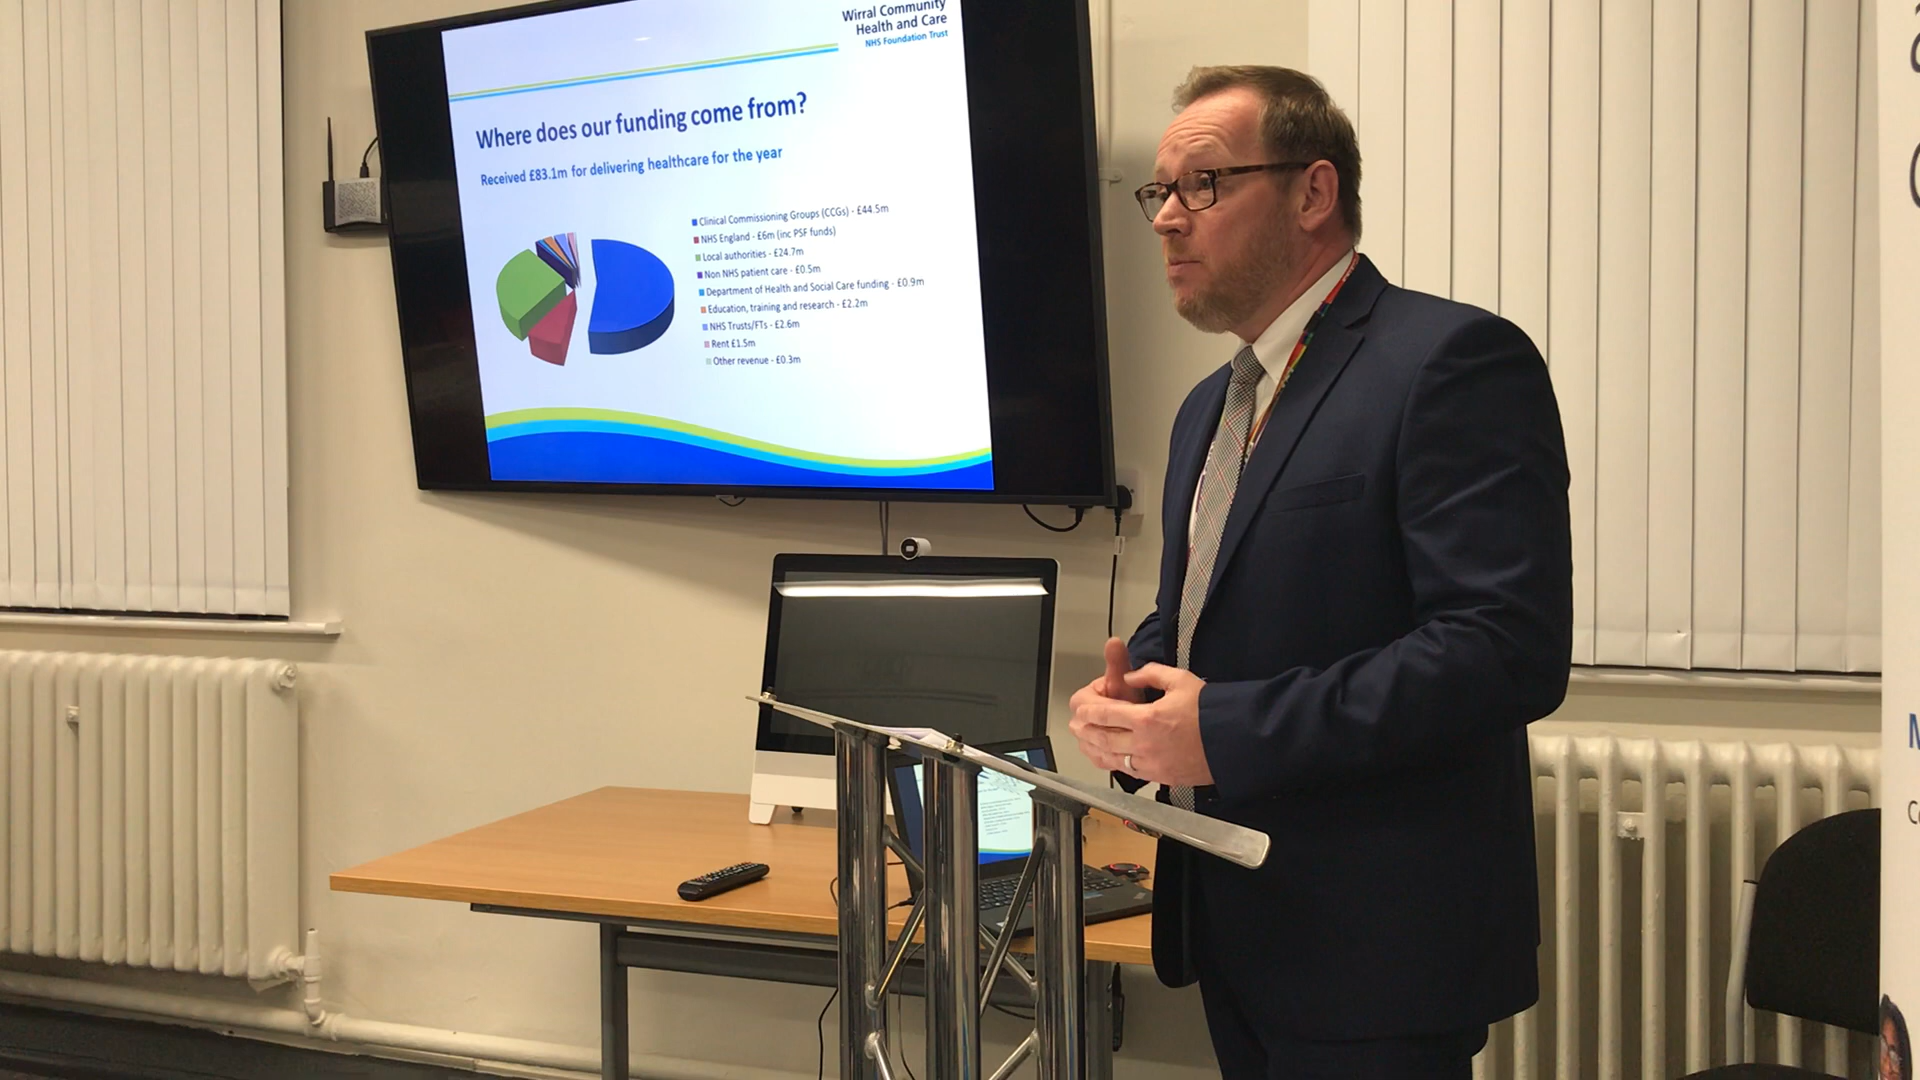 Wirral Community
Health and Care
NHS Foundation Trust
Where does our funding come from?
Received £83.1m for delivering healthcare for the year
Clinical Commissioning Groups (CCGs) - £44.5m
NHS England - £6m (inc PSF funds)
Local authorities - £24.7m
Non NHS patient care - £0.5m
Department of Health and Social Care funding - £0.9m
Education, training and research - £2.2m
NHS Trusts/FTs - £2.6m
Rent £1.5m
Other revenue - £0.3m